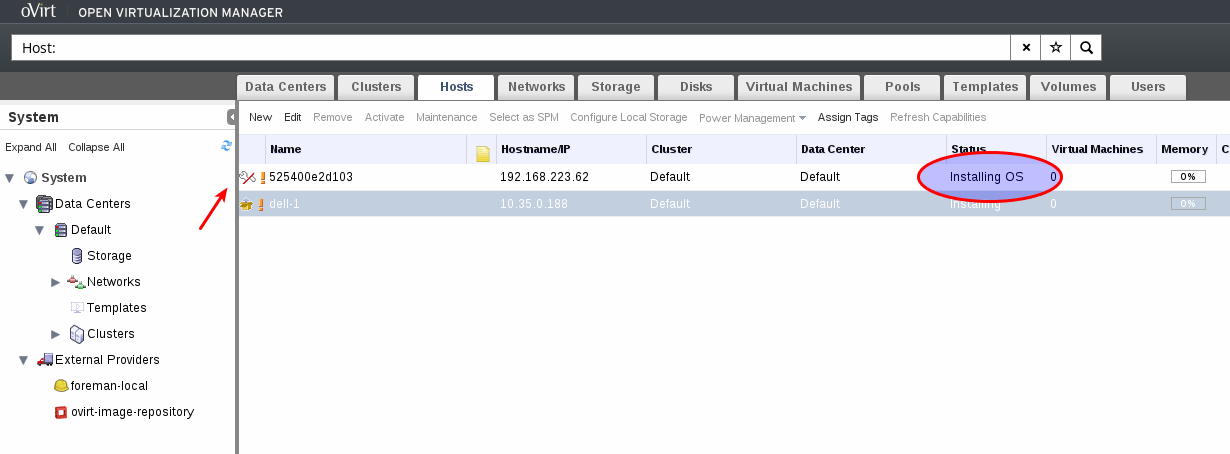 oVirt OPEN VIRTUALIZATION MANAGER
Host:
Data Centers Clusters Hosts Networks Storage Disks Virtual Machines Pools Templates Volumes Users
System
New Edit Remove Activate Maintenance Select as SPM Configure Local Storage Power Management Assign Tags Refresh Capabilities
Expand All Collapse All
Name Hostname/IP Cluster Data Center Status Virtual Machines Memory C
System
525400e2d103 192.168.223.62 Default Default Installing OS 0 0%
Data Centers
dell-1 10.35.0.188 Default Default Installing 0 0%
Default
Storage
Networks
Templates
Clusters
External Providers
foreman-local
ovirt-image-repository